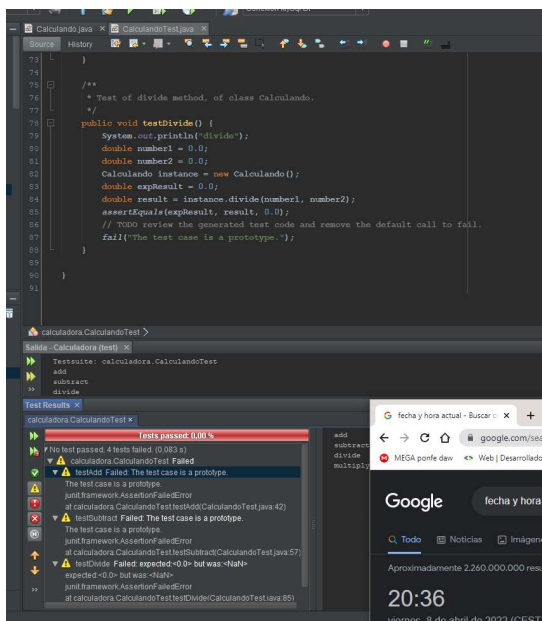 Calculando.java × CalculandoTest.java ×
Source History
73 }
74
75 /**
76 * Test of divide method, of class Calculando.
77 */
78 public void testDivide() {
79 System.out.println("divide");
80 double number1 = 0.0;
81 double number2 = 0.0;
82 Calculando instance = new Calculando();
83 double expResult = 0.0;
84 double result = instance.divide(number1, number2);
85 assertEquals(expResult, result, 0.0);
86 // TODO review the generated test code and remove the default call to fail.
87 fail("The test case is a prototype.");
88 }
89
90 }
91
calculadora.CalculandoTest
Salida - Calculadora (test) ×
Testsuite: calculadora.CalculandoTest
add
subtract
divide
Test Results ×
calculadora.CalculandoTest ×
Tests passed: 0,00 %
No test passed, 4 tests failed. (0,083 s)
calculadora.CalculandoTest Failed
testAdd Failed: The test case is a prototype.
The test case is a prototype.
junit.framework.AssertionFailedError
at calculadora.CalculandoTest.testAdd(CalculandoTest.java:42)
testSubtract Failed: The test case is a prototype.
The test case is a prototype.
junit.framework.AssertionFailedError
at calculadora.CalculandoTest.testSubtract(CalculandoTest.java:57)
testDivide Failed: expected:<0.0> but was:<NaN>
expected:<0.0> but was:<NaN>
junit.framework.AssertionFailedError
at calculadora.CalculandoTest.testDivide(CalculandoTest.java:85)
add
subtract
divide
multiply
fecha y hora actual - Buscar c × +
google.com/sea
MEGA ponfe daw Web | Desarrollado
Google fecha y hora
Todo Noticias Imágen
Aproximadamente 2.260.000.000 resu
20:36
viernes, 8 de abril de 2022 (CEST)